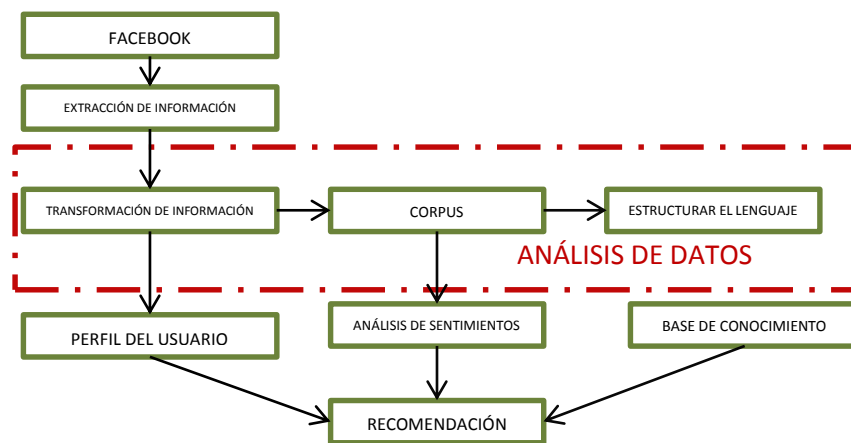 FACEBOOK
EXTRACCIÓN DE INFORMACIÓN
TRANSFORMACIÓN DE INFORMACIÓN
CORPUS
ESTRUCTURAR EL LENGUAJE
ANÁLISIS DE DATOS
PERFIL DEL USUARIO
ANÁLISIS DE SENTIMIENTOS
BASE DE CONOCIMIENTO
RECOMENDACIÓN